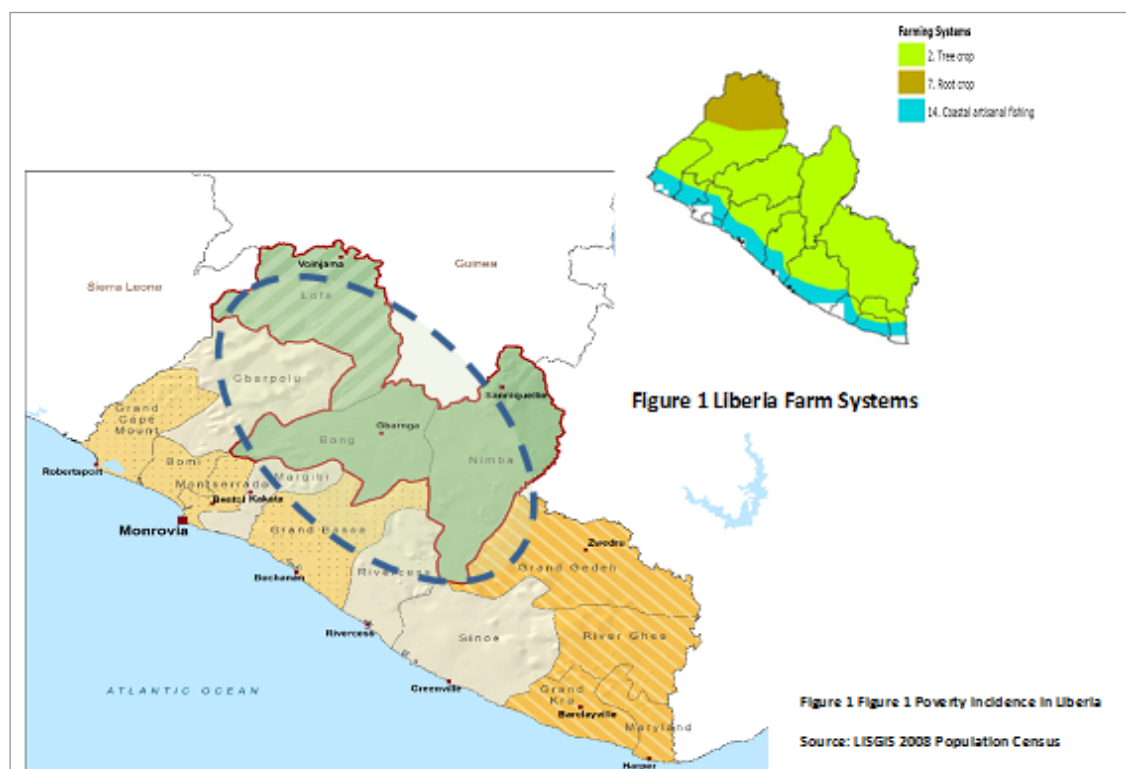 Farming Systems
2. Tree crop
7. Root crop
14. Coastal artisanal fishing
Voinjama
Guinea
Sierra Leone
Lofa
Gbarpolu
Sanniquellie
Figure 1 Liberia Farm Systems
Grand
Cape
Mount
Gbarnga
Bong
Nimba
Robertsport
Bomi
Margibi
Montserrado
Bentol
Kakata
Monrovia
Grand Bassa
Zwedru
Grand Gedeh
Buchanan
Rivercess
River Ghee
Rivercess
Sinoe
ATLANTIC OCEAN
Greenville
Grand
Kru
Barclayville
Maryland
Harper
Figure 1 Figure 1 Poverty Incidence in Liberia
Source: LISGIS 2008 Population Census